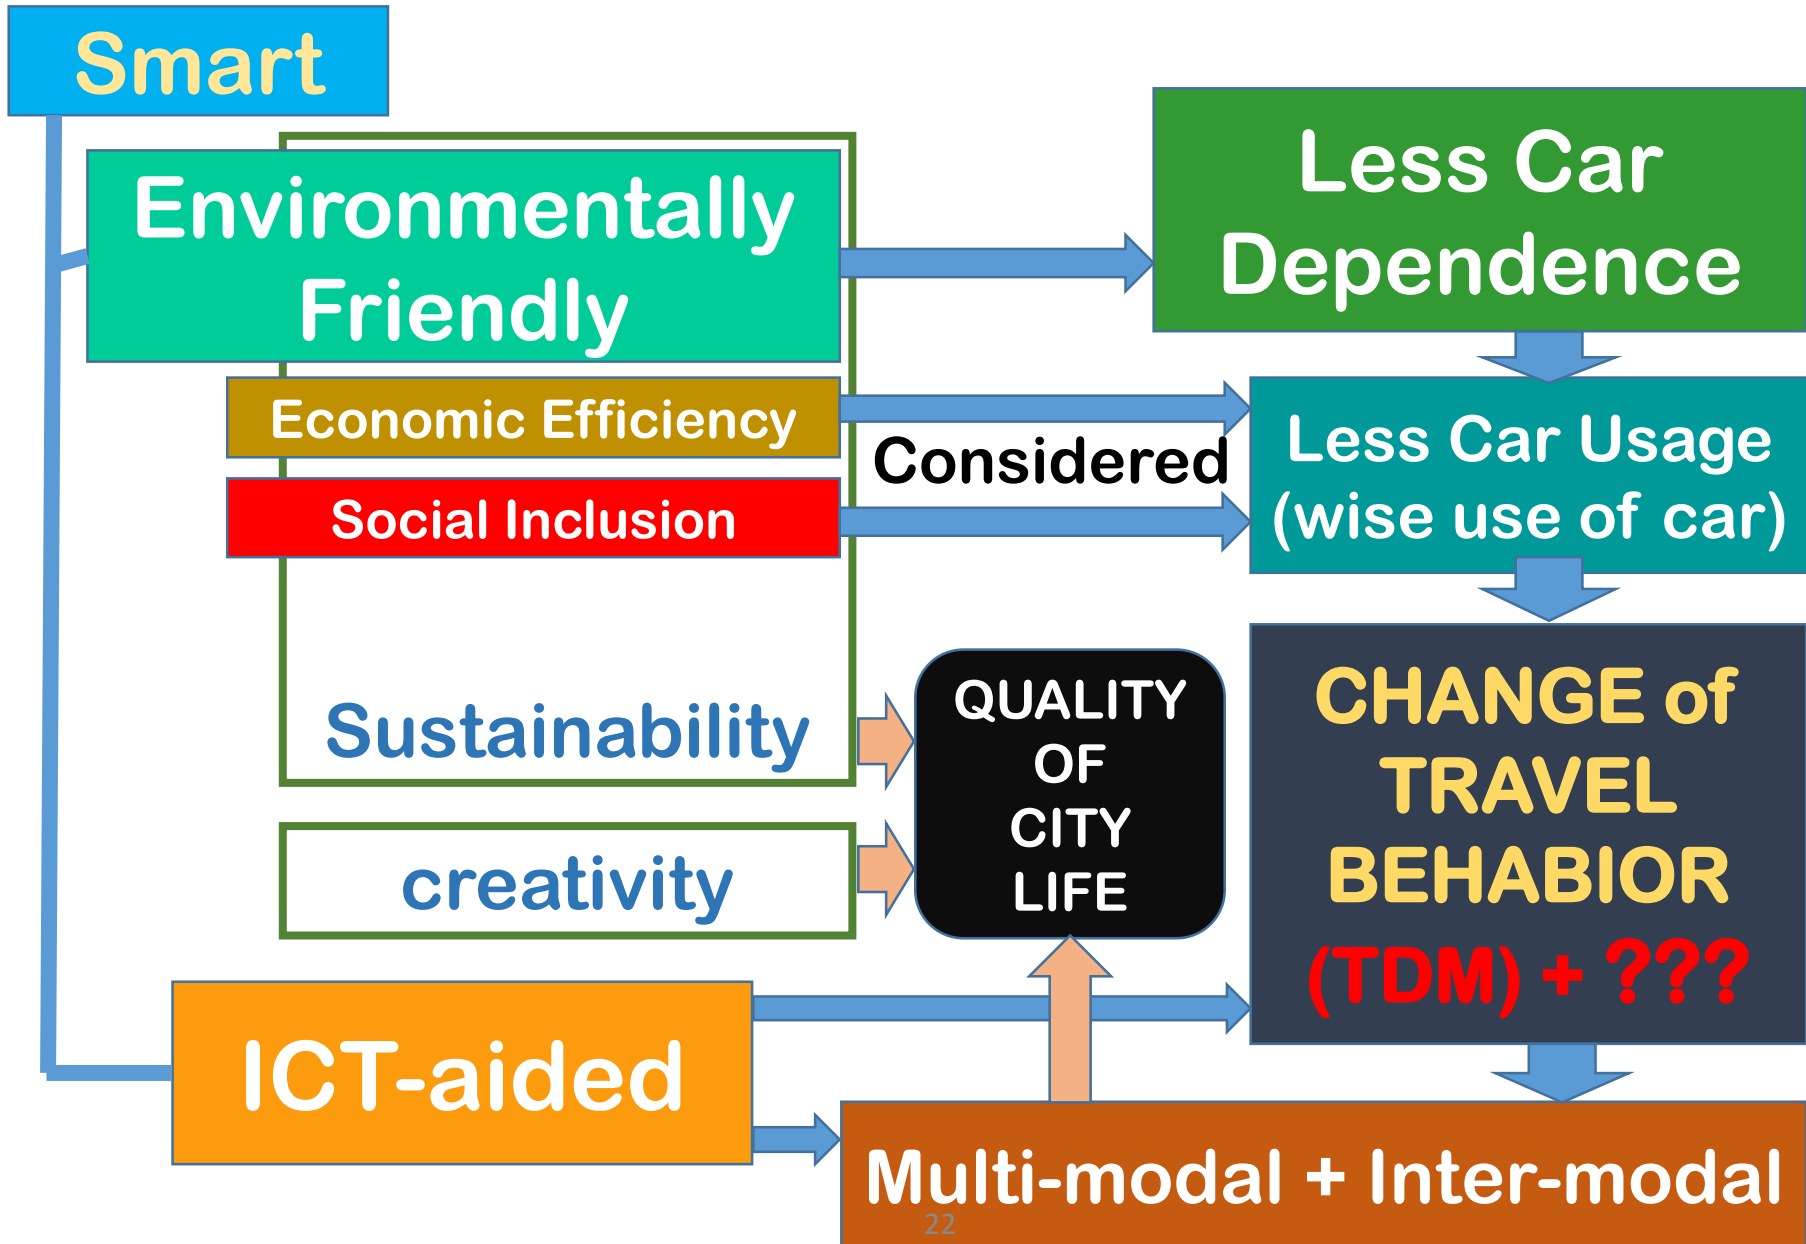 Smart
Environmentally
Friendly
Economic Efficiency
Social Inclusion
Sustainability
creativity
ICT-aided
Considered
QUALITY
OF
CITY
LIFE
Less Car
Dependence
Less Car Usage
(wise use of car)
CHANGE of
TRAVEL
BEHABIOR
(TDM) + ???
Multi-modal + Inter-modal
22